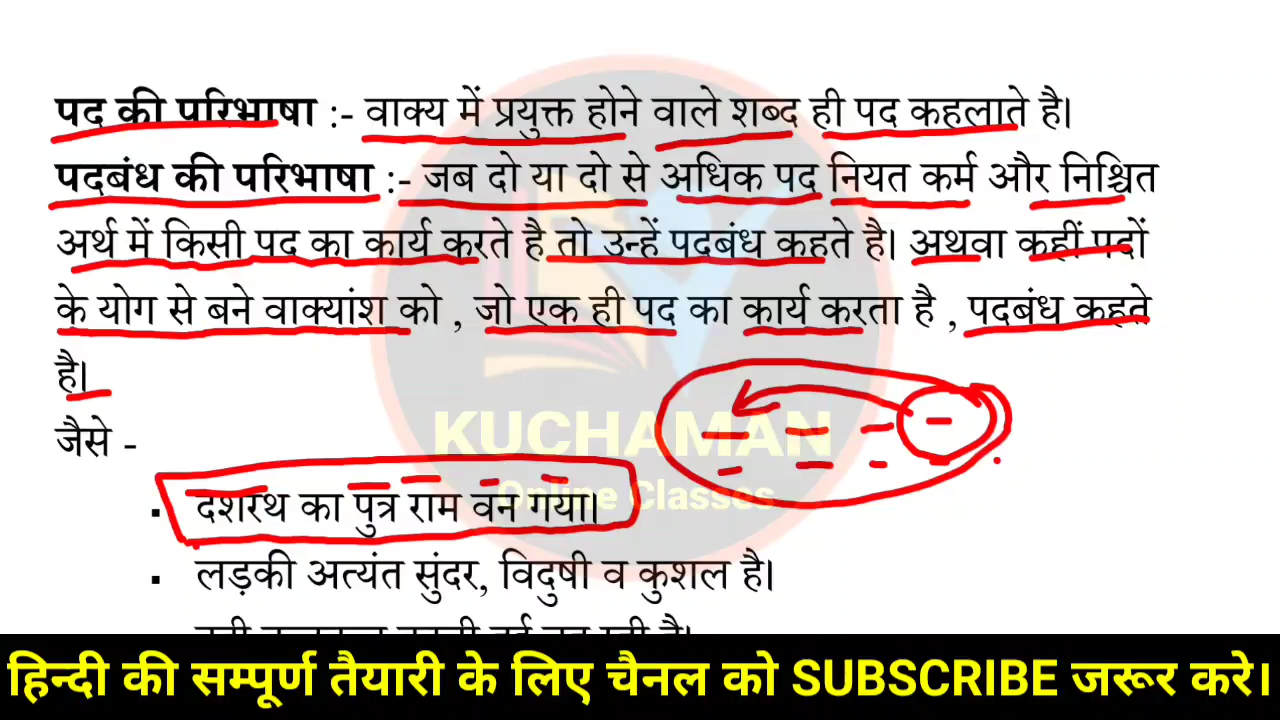 पद की परिभाषा :- वाक्य में प्रयुक्त होने वाले शब्द ही पद कहलाते है।
पदबंध की परिभाषा :- जब दो या दो से अधिक पद नियत कर्म और निश्चित
अर्थ में किसी पद का कार्य करते है तो उन्हें पदबंध कहते है। अथवा कहीं पदों
के योग से बने वाक्यांश को , जो एक ही पद का कार्य करता है , पदबंध कहते
है।
जैसे -
KUCHAMAN
Online Classes
▪ दशरथ का पुत्र राम वन गया।
▪ लड़की अत्यंत सुंदर, विदुषी व कुशल है।
हिन्दी की सम्पूर्ण तैयारी के लिए चैनल को SUBSCRIBE जरूर करे।